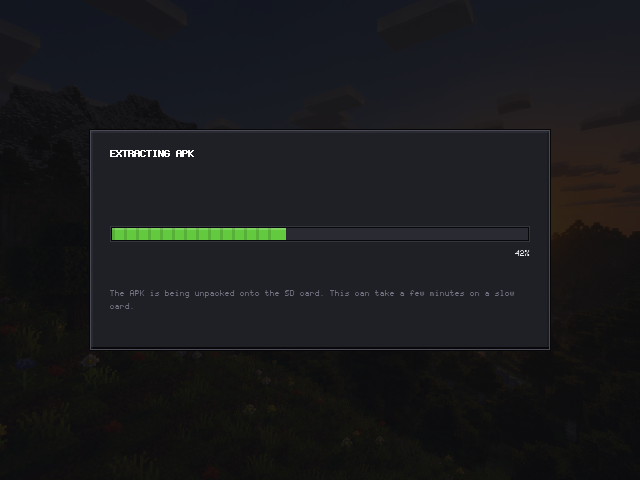 EXTRACTING APK
42%
The APK is being unpacked onto the SD card. This can take a few minutes on a slow
card.